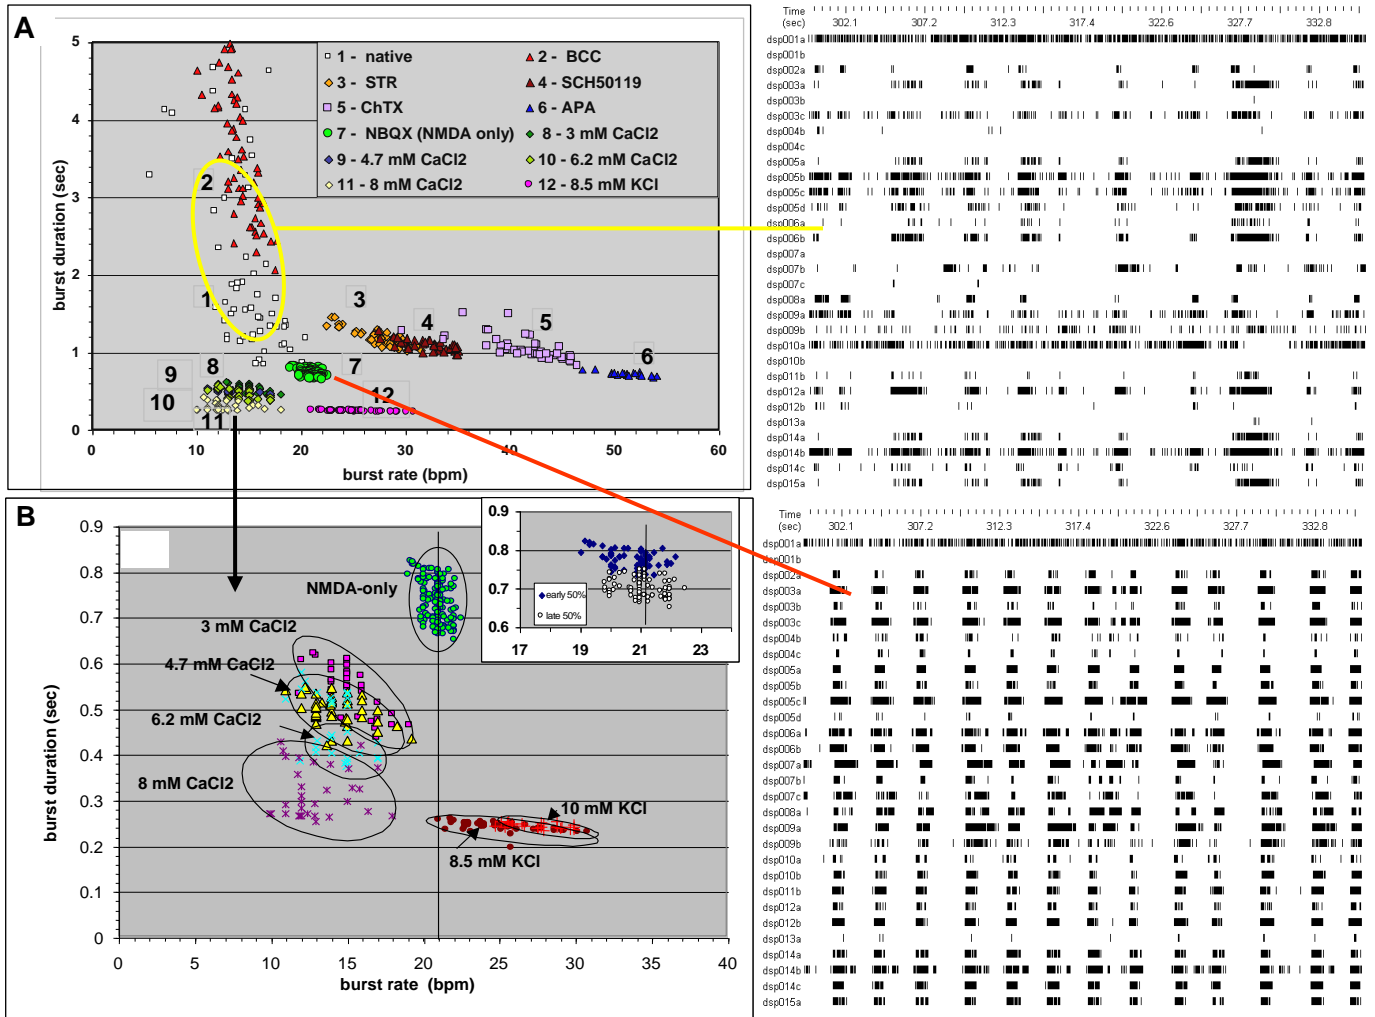 A
burst duration (sec)
5
4
3
2
1
0
0 10 20 30 40 50 60
burst rate (bpm)
1 - native
2 - BCC
3 - STR
4 - SCH50119
5 - ChTX
6 - APA
7 - NBQX (NMDA only)
8 - 3 mM CaCl2
9 - 4.7 mM CaCl2
10 - 6.2 mM CaCl2
11 - 8 mM CaCl2
12 - 8.5 mM KCl
2
1
3
4
5
6
7
8
9
10
11
12
B
burst duration (sec)
0.9
0.8
0.7
0.6
0.5
0.4
0.3
0.2
0.1
0
0 5 10 15 20 25 30 35 40
burst rate (bpm)
NMDA-only
3 mM CaCl2
4.7 mM CaCl2
6.2 mM CaCl2
8 mM CaCl2
10 mM KCl
8.5 mM KCl
0.9
0.8
0.7
0.6
17 19 21 23
early 50%
late 50%
Time
(sec) 302.1 307.2 312.3 317.4 322.6 327.7 332.8
dsp001a
dsp001b
dsp002a
dsp003a
dsp003b
dsp003c
dsp004b
dsp004c
dsp005a
dsp005b
dsp005c
dsp005d
dsp006a
dsp006b
dsp007a
dsp007b
dsp007c
dsp008a
dsp009a
dsp009b
dsp010a
dsp010b
dsp011b
dsp012a
dsp012b
dsp013a
dsp014a
dsp014b
dsp014c
dsp015a
Time
(sec) 302.1 307.2 312.3 317.4 322.6 327.7 332.8
dsp001a
dsp001b
dsp002a
dsp003a
dsp003b
dsp003c
dsp004b
dsp004c
dsp005a
dsp005b
dsp005c
dsp005d
dsp006a
dsp006b
dsp007a
dsp007b
dsp007c
dsp008a
dsp009a
dsp009b
dsp010a
dsp010b
dsp011b
dsp012a
dsp012b
dsp013a
dsp014a
dsp014b
dsp014c
dsp015a